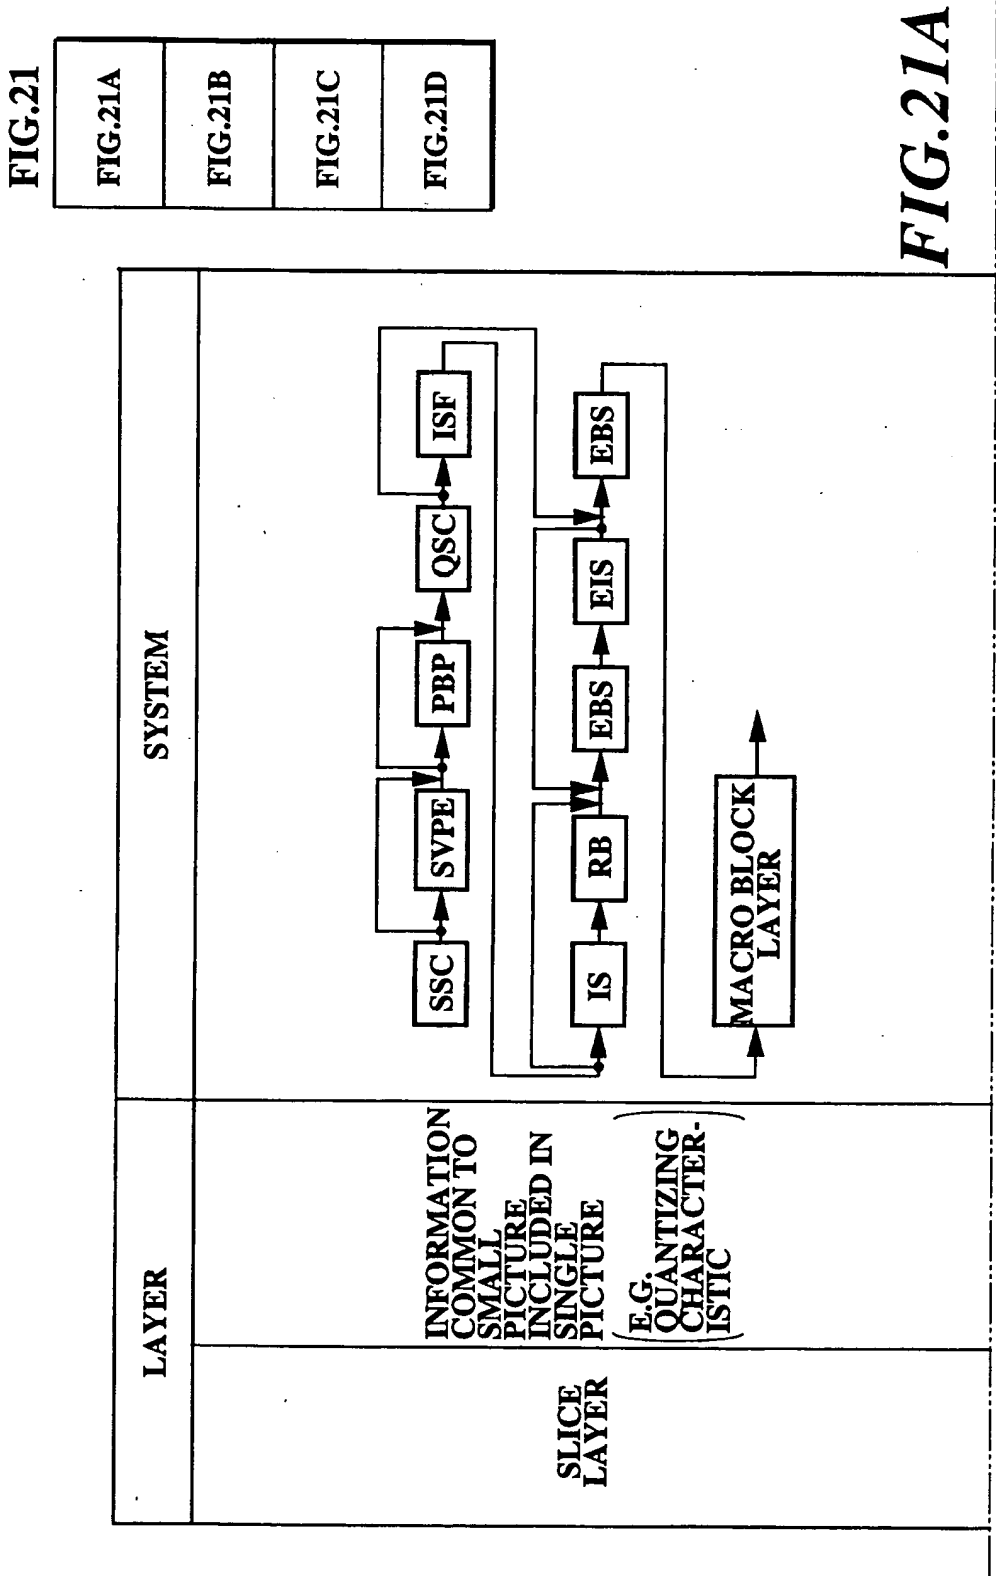 FIG.21
FIG.21A
FIG.21B
FIG.21C
FIG.21D
FIG.21A
LAYER
SYSTEM
SLICE
LAYER
INFORMATION
COMMON TO
SMALL
PICTURE
INCLUDED IN
SINGLE
PICTURE
E.G.
QUANTIZING
CHARACTER-
ISTIC
SSC
SVPE
PBP
QSC
ISF
IS
RB
EBS
EIS
EBS
MACRO BLOCK
LAYER